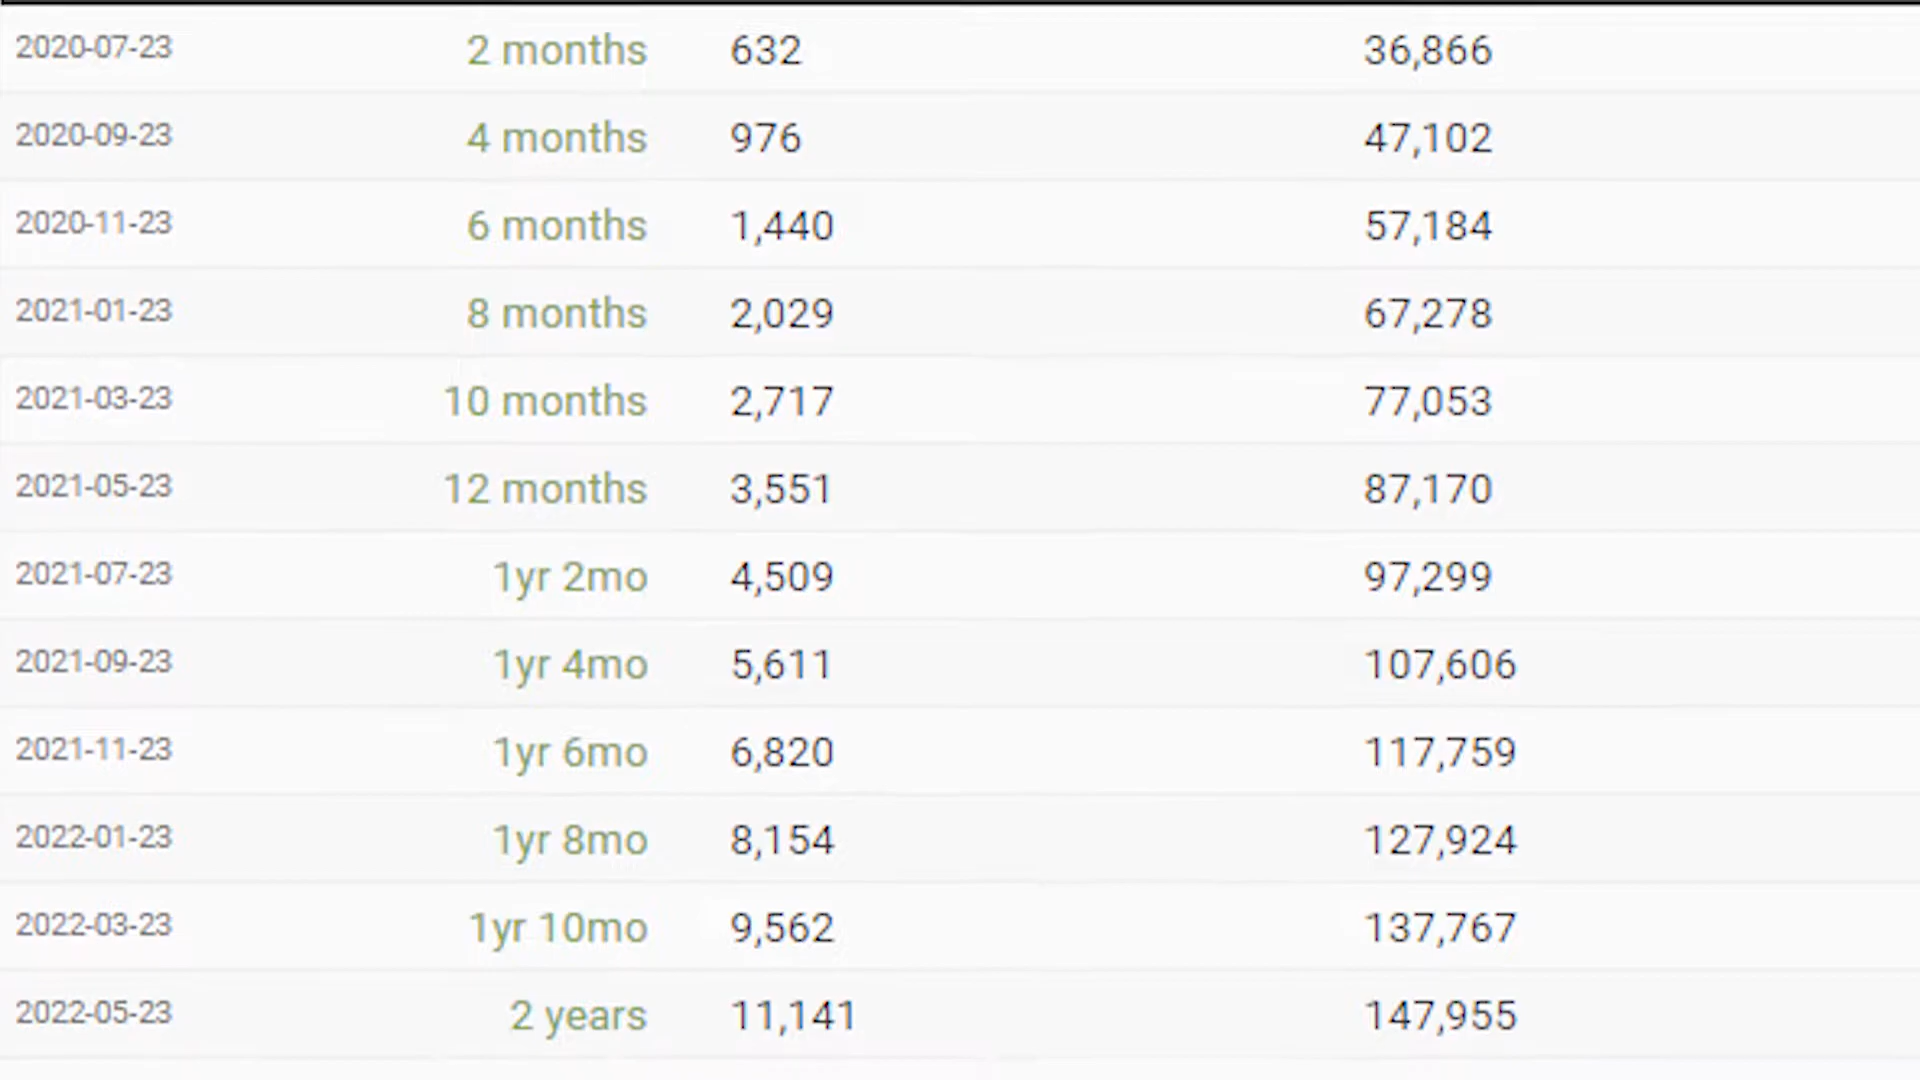 2020-07-23 2 months 632 36,866
2020-09-23 4 months 976 47,102
2020-11-23 6 months 1,440 57,184
2021-01-23 8 months 2,029 67,278
2021-03-23 10 months 2,717 77,053
2021-05-23 12 months 3,551 87,170
2021-07-23 1yr 2mo 4,509 97,299
2021-09-23 1yr 4mo 5,611 107,606
2021-11-23 1yr 6mo 6,820 117,759
2022-01-23 1yr 8mo 8,154 127,924
2022-03-23 1yr 10mo 9,562 137,767
2022-05-23 2 years 11,141 147,955